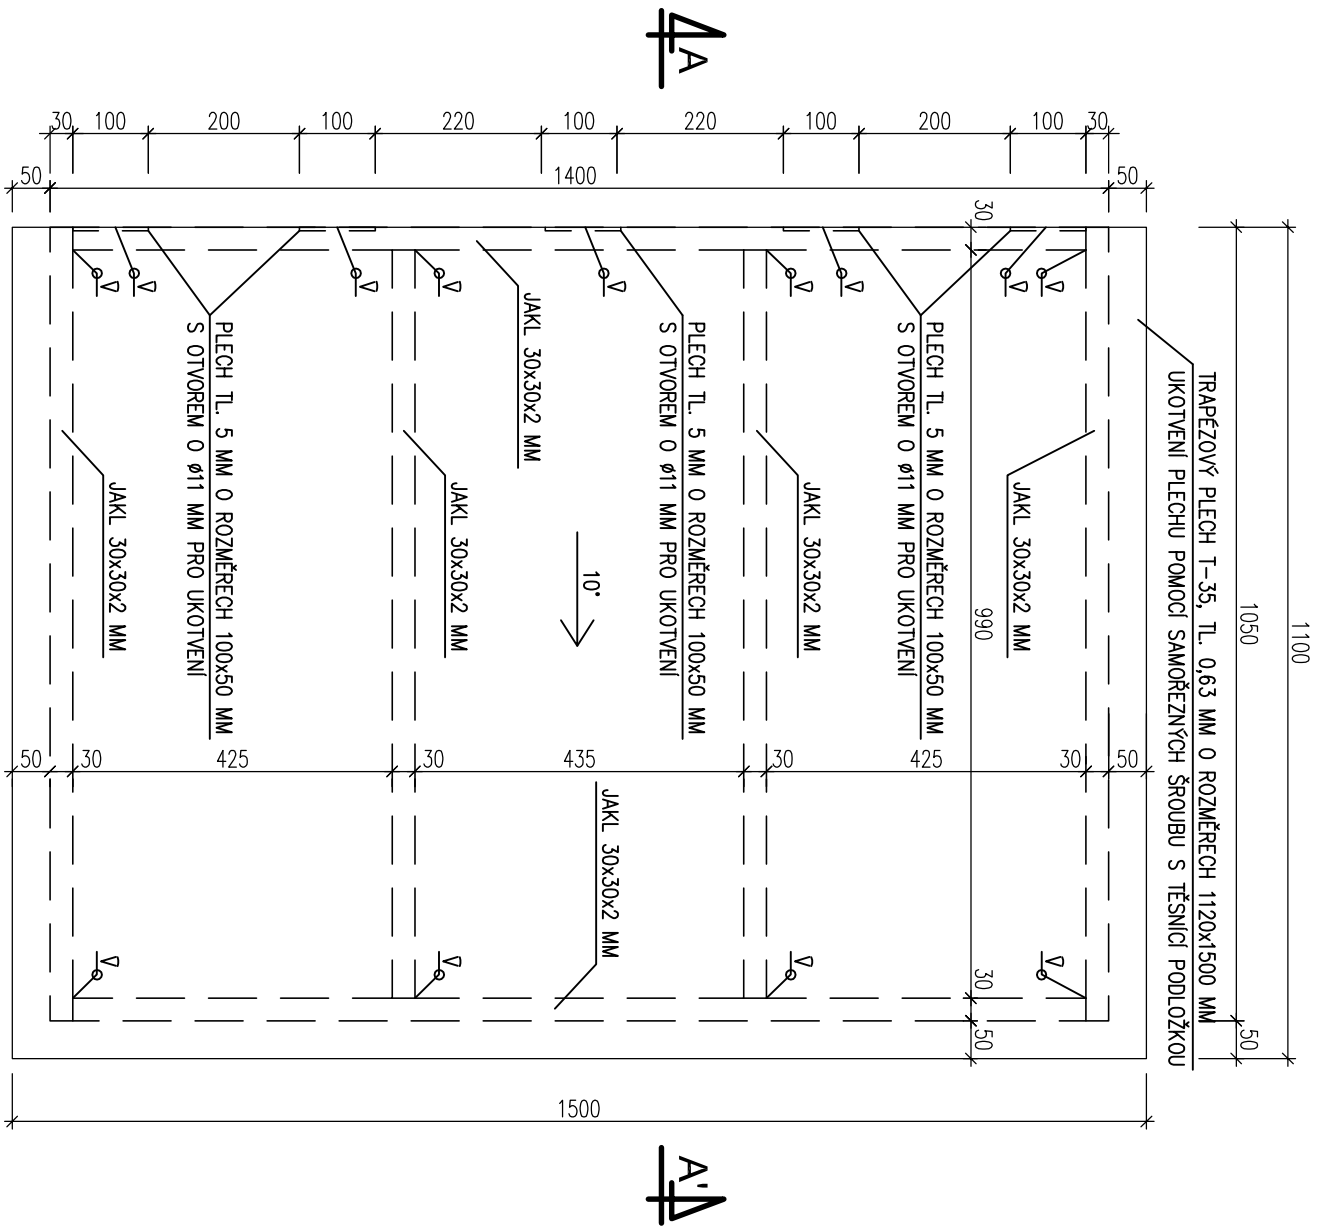 A
30
100
200
100
220
100
220
100
200
100
30
50
1400
50
30
1050
1100
TRAPÉZOVÝ PLECH T-35, TL. 0,63 MM O ROZMĚRECH 1120x1500 MM
UKOTVENÍ PLECHU POMOCÍ SAMOŘEZNÝCH ŠROUBU S TĚSNÍCÍ PODLOŽKOU
V
V
V
V
V
V
V
V
V
PLECH TL. 5 MM O ROZMĚRECH 100x50 MM
S OTVOREM O ø11 MM PRO UKOTVENÍ
JAKL 30x30x2 MM
PLECH TL. 5 MM O ROZMĚRECH 100x50 MM
S OTVOREM O ø11 MM PRO UKOTVENÍ
PLECH TL. 5 MM O ROZMĚRECH 100x50 MM
S OTVOREM O ø11 MM PRO UKOTVENÍ
JAKL 30x30x2 MM
JAKL 30x30x2 MM
JAKL 30x30x2 MM
JAKL 30x30x2 MM
10°
990
50
30
425
30
435
30
425
30
50
JAKL 30x30x2 MM
V
V
V
V
30
50
50
1500
A'